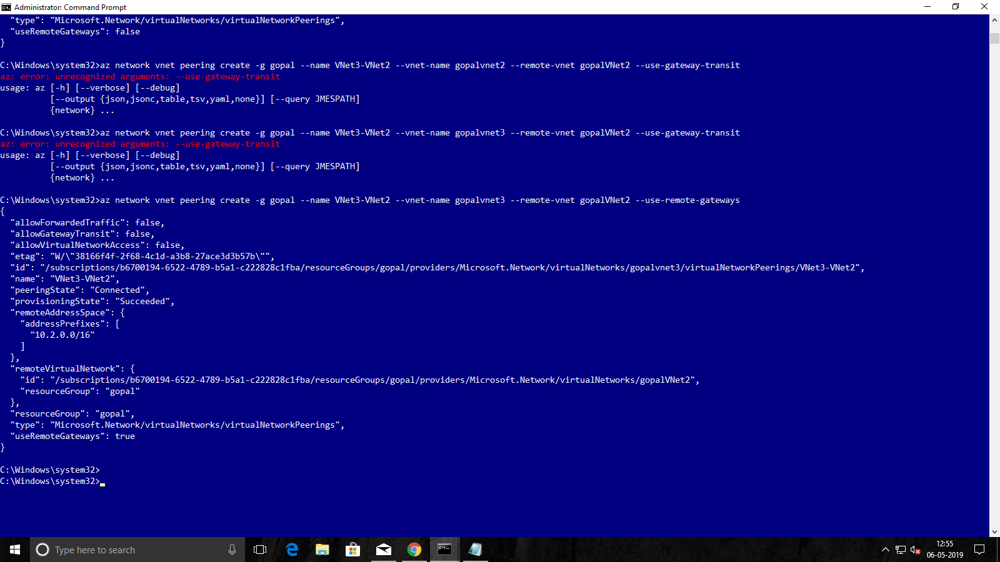 Administrator: Command Prompt
"type": "Microsoft.Network/virtualNetworks/virtualNetworkPeerings",
"useRemoteGateways": false
}
C:\Windows\system32>az network vnet peering create -g gopal --name VNet3-VNet2 --vnet-name gopalvnet2 --remote-vnet gopalVNet2 --use-gateway-transit
az: error: unrecognized arguments: --use-gateway-transit
usage: az [-h] [--verbose] [--debug]
[--output {json,jsonc,table,tsv,yaml,none}] [--query JMESPATH]
{network} ...
C:\Windows\system32>az network vnet peering create -g gopal --name VNet3-VNet2 --vnet-name gopalvnet3 --remote-vnet gopalVNet2 --use-gateway-transit
az: error: unrecognized arguments: --use-gateway-transit
usage: az [-h] [--verbose] [--debug]
[--output {json,jsonc,table,tsv,yaml,none}] [--query JMESPATH]
{network} ...
C:\Windows\system32>az network vnet peering create -g gopal --name VNet3-VNet2 --vnet-name gopalvnet3 --remote-vnet gopalVNet2 --use-remote-gateways
{
"allowForwardedTraffic": false,
"allowGatewayTransit": false,
"allowVirtualNetworkAccess": false,
"etag": "W/\"38166f4f-2f68-4c1d-a3b8-27ace3d3b57b\"",
"id": "/subscriptions/b6700194-6522-4789-b5a1-c222828c1fba/resourceGroups/gopal/providers/Microsoft.Network/virtualNetworks/gopalvnet3/virtualNetworkPeerings/VNet3-VNet2",
"name": "VNet3-VNet2",
"peeringState": "Connected",
"provisioningState": "Succeeded",
"remoteAddressSpace": {
"addressPrefixes": [
"10.2.0.0/16"
]
},
"remoteVirtualNetwork": {
"id": "/subscriptions/b6700194-6522-4789-b5a1-c222828c1fba/resourceGroups/gopal/providers/Microsoft.Network/virtualNetworks/gopalVNet2",
"resourceGroup": "gopal"
},
"resourceGroup": "gopal",
"type": "Microsoft.Network/virtualNetworks/virtualNetworkPeerings",
"useRemoteGateways": true
}
C:\Windows\system32>
C:\Windows\system32>
Type here to search
12:55
06-05-2019